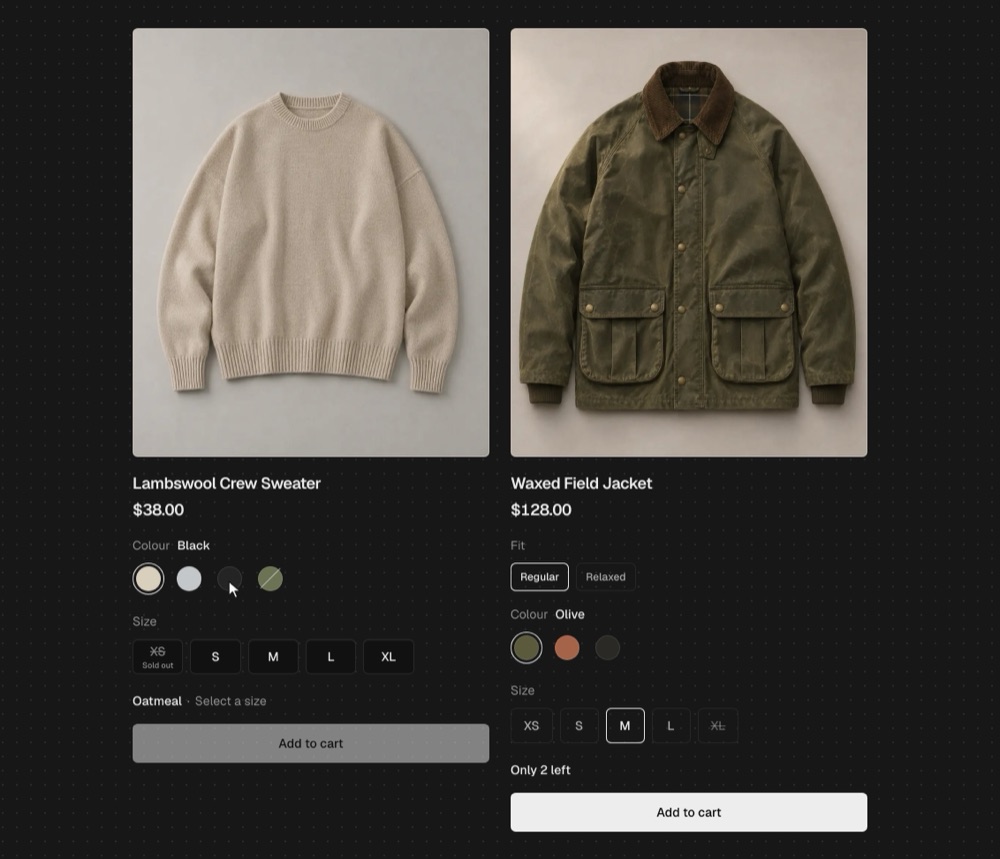 Lambswool Crew Sweater
$38.00
Colour Black
Size
XS
Sold out
S
M
L
XL
Oatmeal · Select a size
Add to cart
Waxed Field Jacket
$128.00
Fit
Regular
Relaxed
Colour Olive
Size
XS
S
M
L
XL
Only 2 left
Add to cart